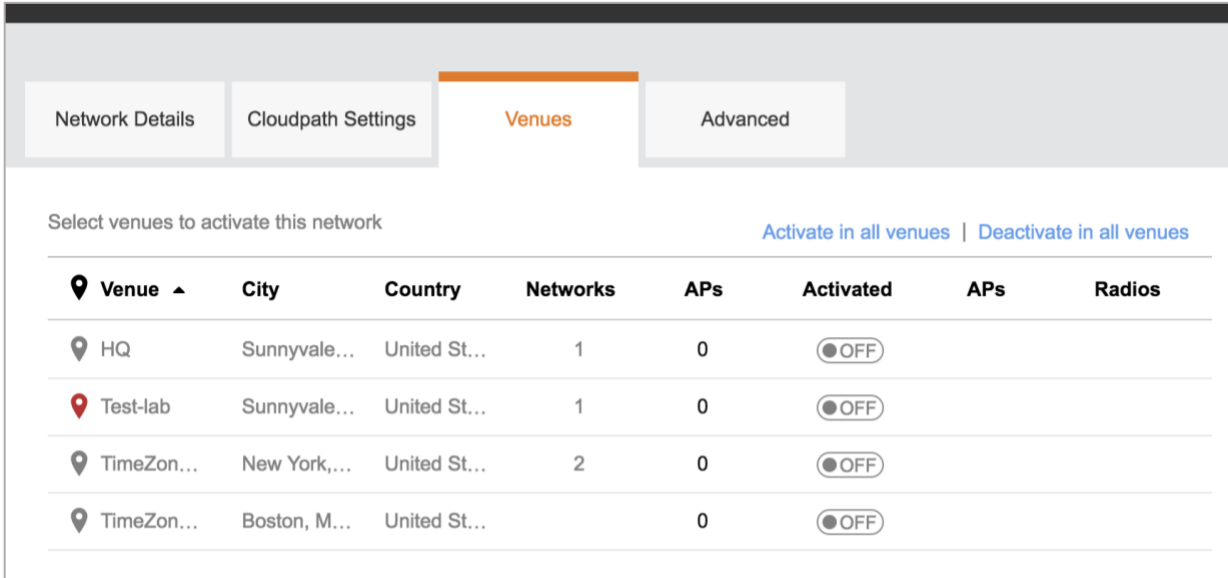 Network Details Cloudpath Settings Venues Advanced
Select venues to activate this network
Activate in all venues | Deactivate in all venues
Venue City Country Networks APs Activated APs Radios
HQ Sunnyvale... United St... 1 0 OFF
Test-lab Sunnyvale... United St... 1 0 OFF
TimeZon... New York,... United St... 2 0 OFF
TimeZon... Boston, M... United St... 0 OFF